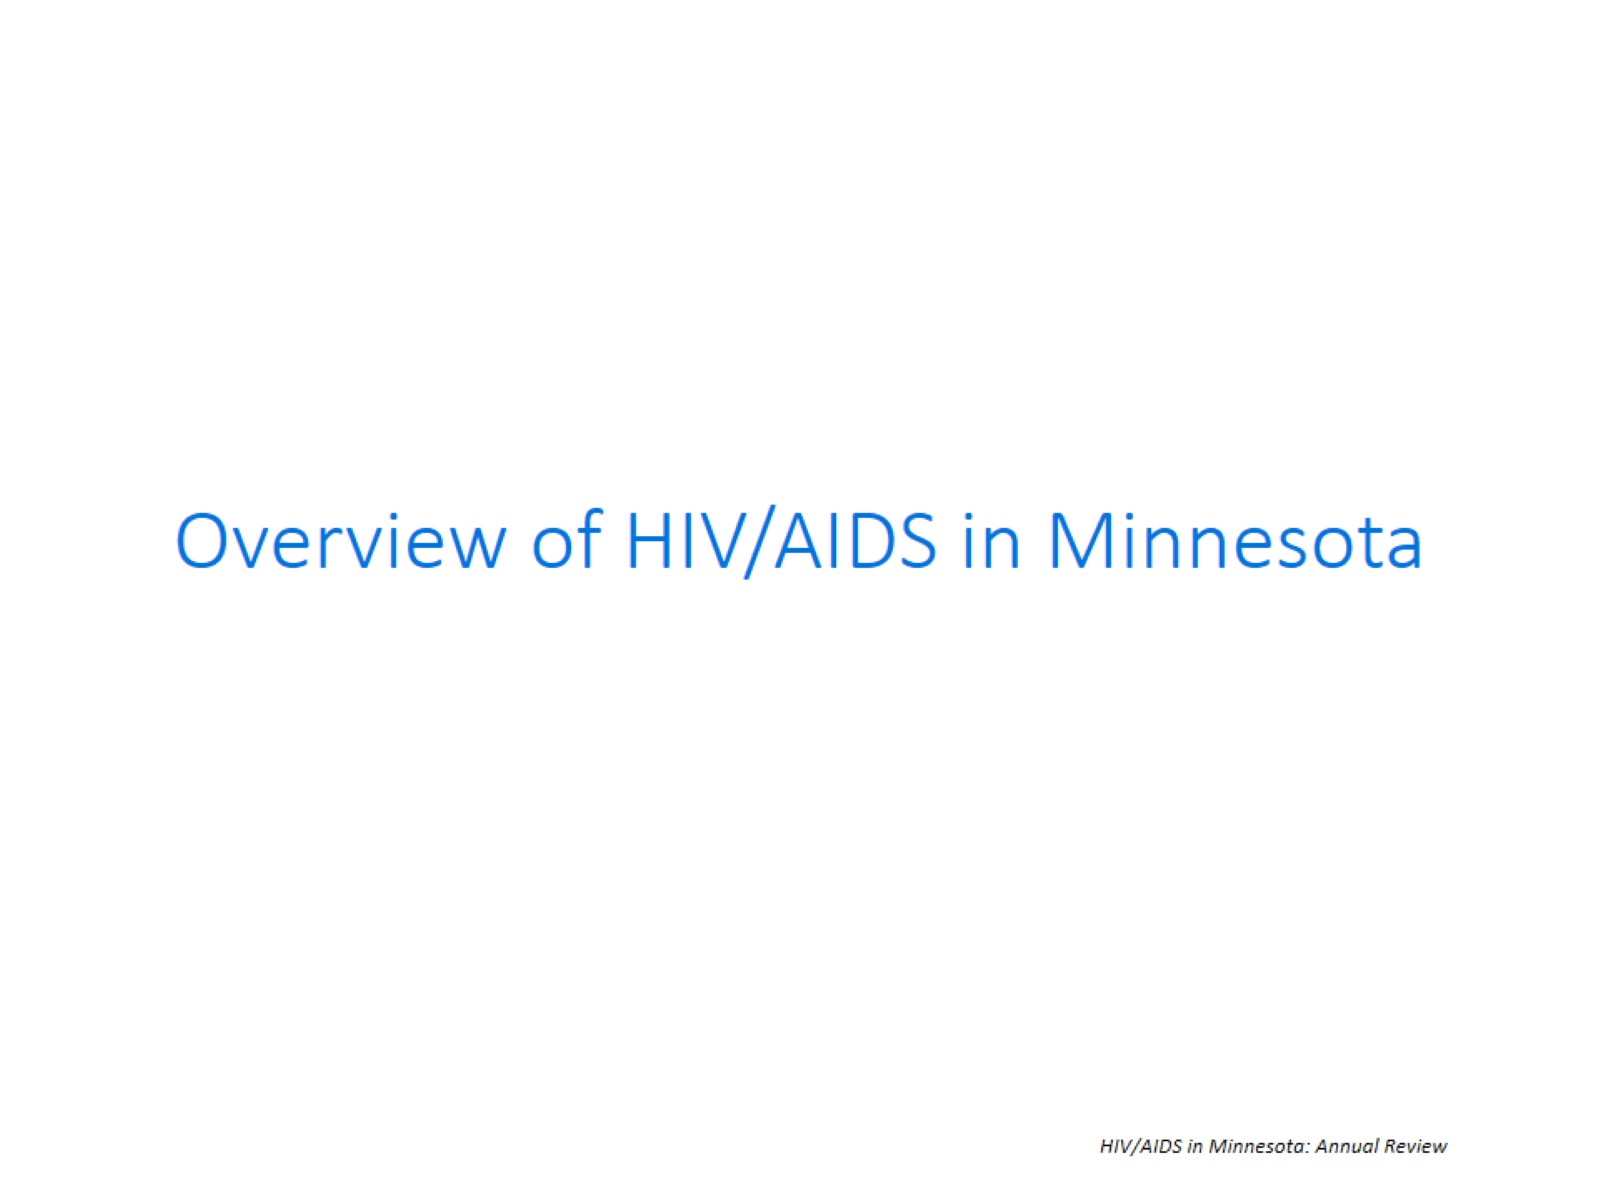 Overview of HIV/AIDS in Minnesota
HIV/AIDS in Minnesota: Annual Review